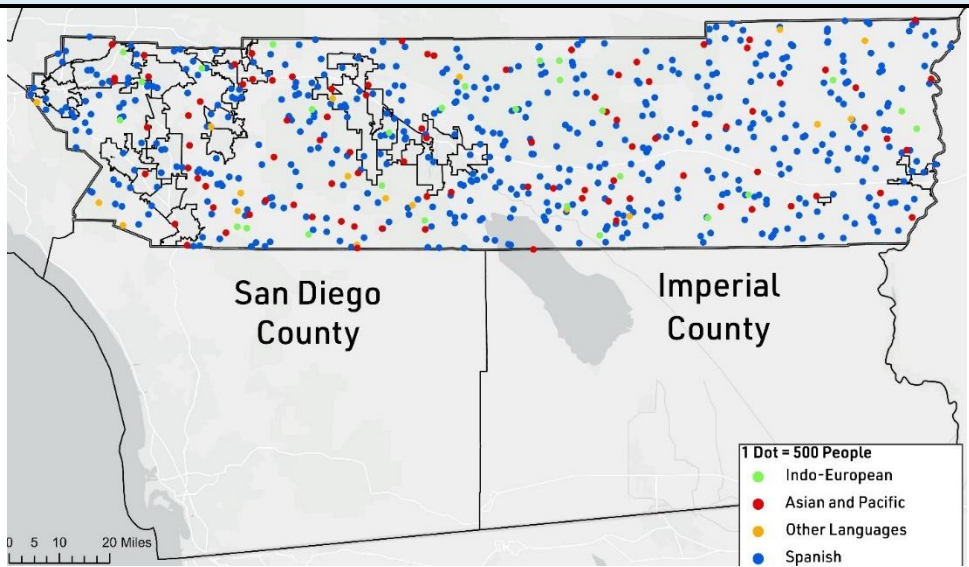 San Diego
County
Imperial
County
1 Dot = 500 People
Indo-European
Asian and Pacific
Other Languages
Spanish
0 5 10 20 Miles